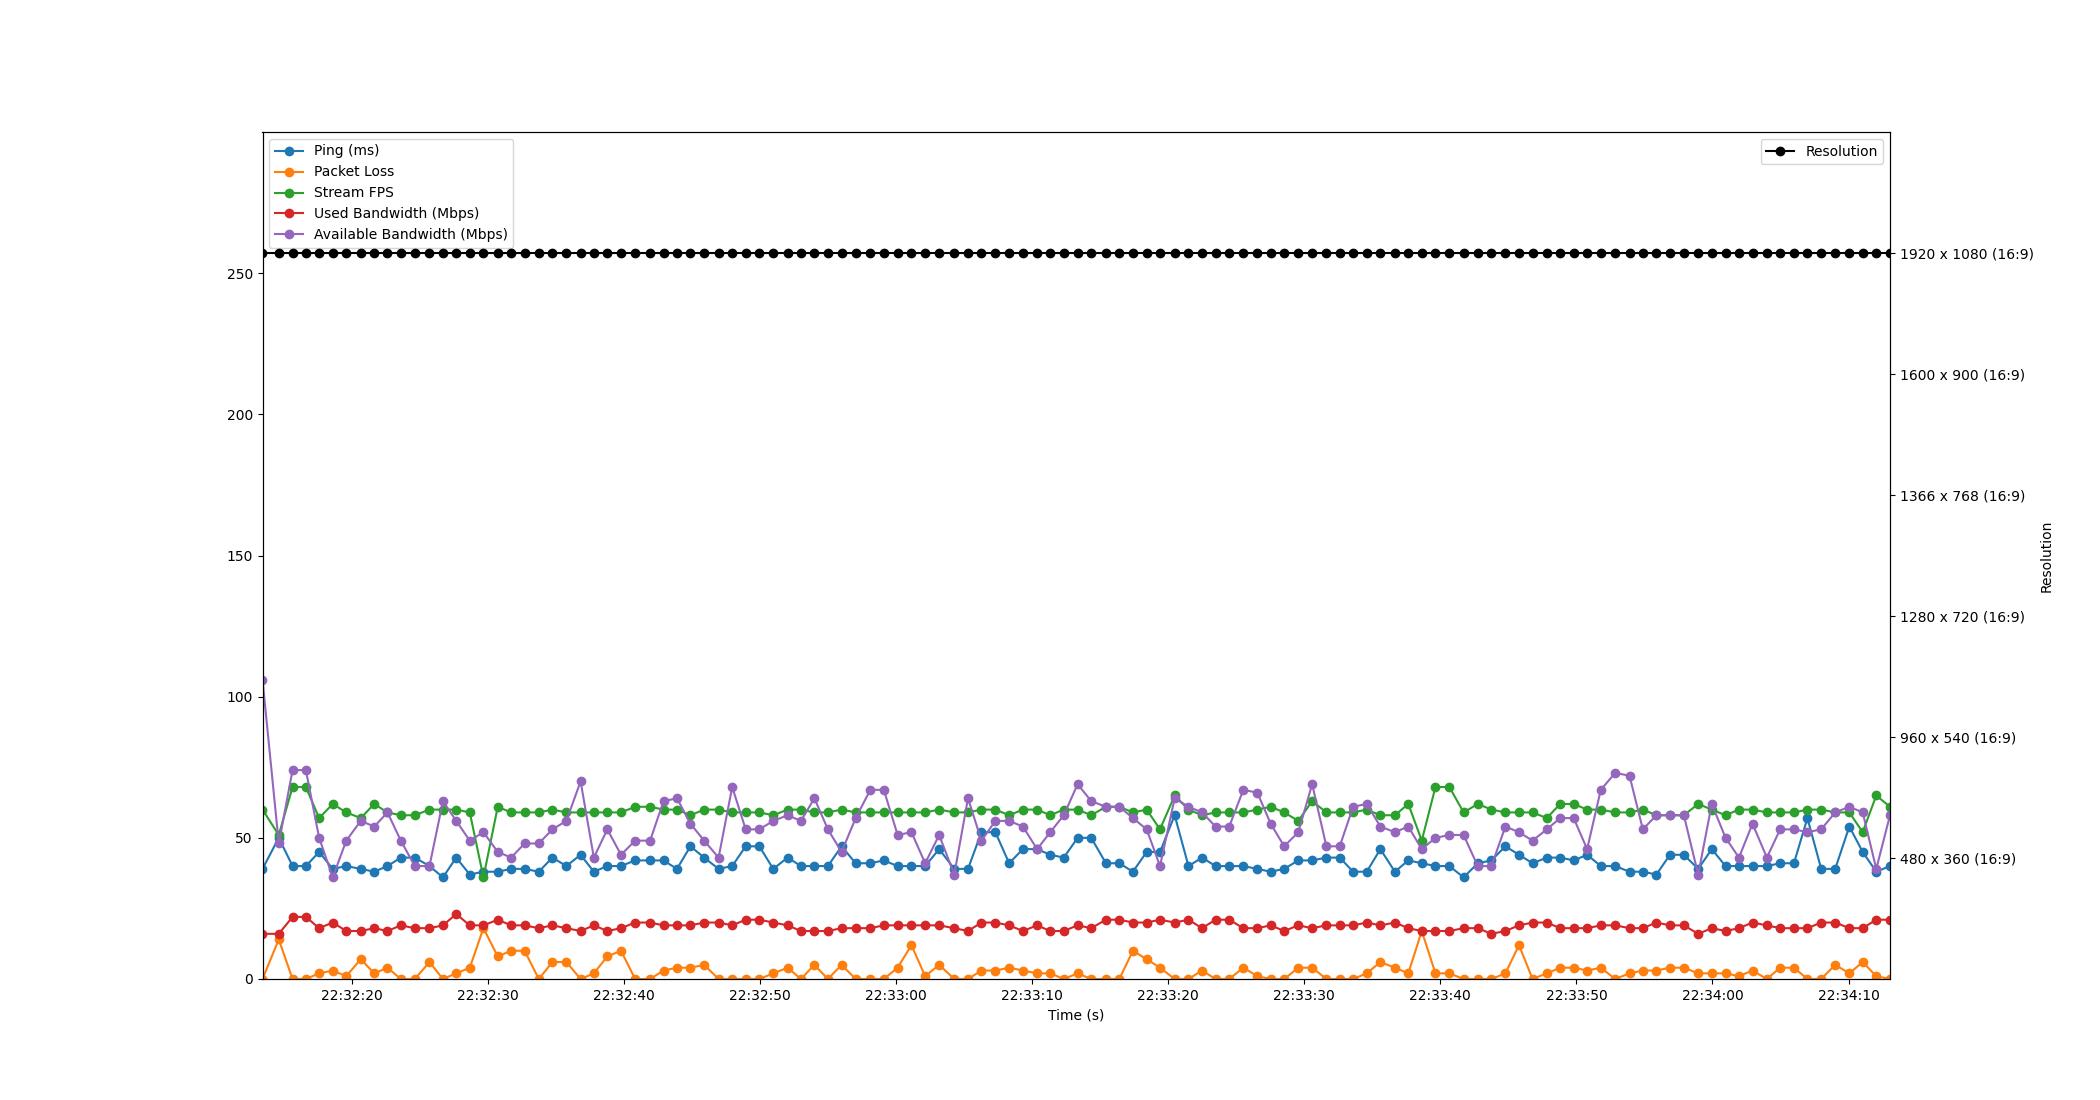 Ping (ms)
Packet Loss
Stream FPS
Used Bandwidth (Mbps)
Available Bandwidth (Mbps)
Resolution
250
200
150
100
50
0
1920 x 1080 (16:9)
1600 x 900 (16:9)
1366 x 768 (16:9)
1280 x 720 (16:9)
960 x 540 (16:9)
480 x 360 (16:9)
Resolution
22:32:20 22:32:30 22:32:40 22:32:50 22:33:00 22:33:10 22:33:20 22:33:30 22:33:40 22:33:50 22:34:00 22:34:10
Time (s)